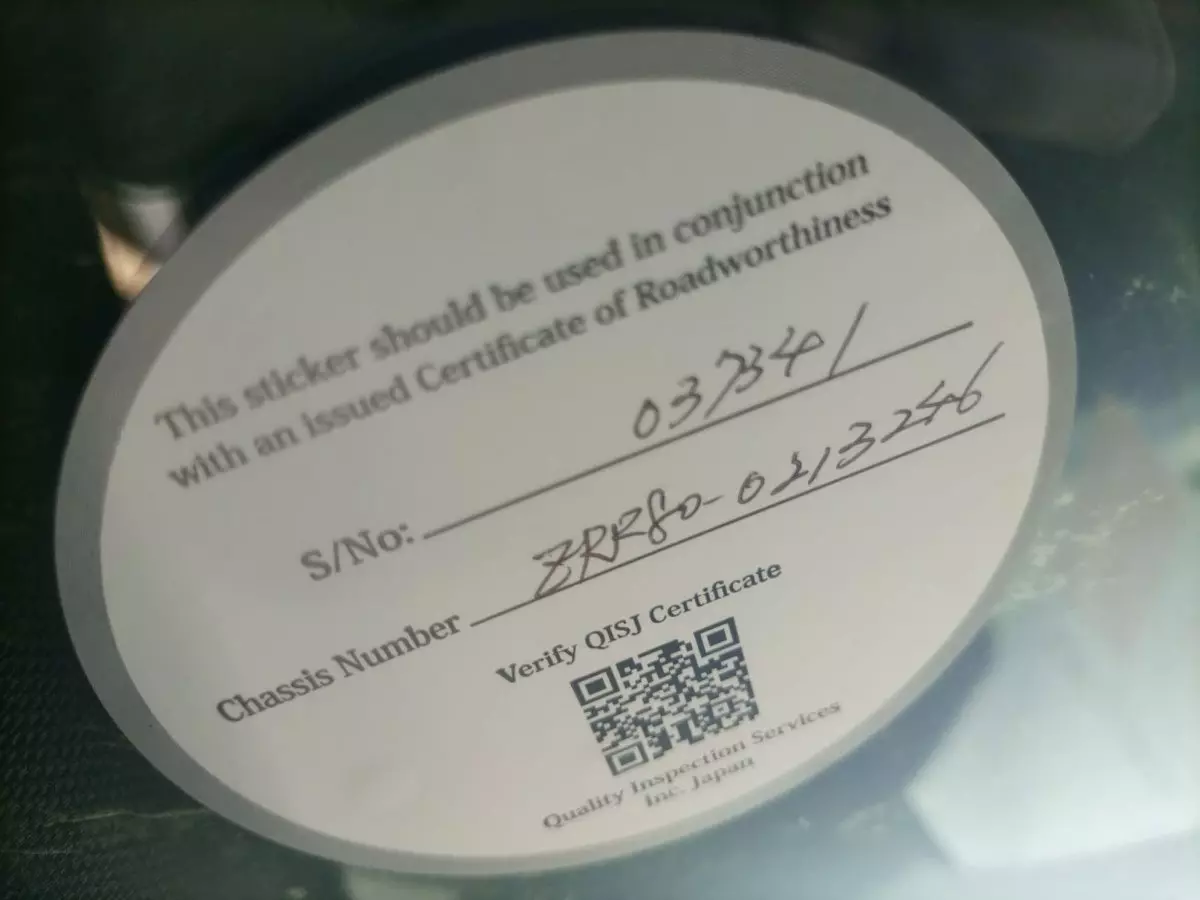 This sticker should be used in conjunction
with an issued Certificate of Roadworthiness
S/No: 037341
Chassis Number ZRR80-0213246
Verify QISJ Certificate
Quality Inspection Services
Inc. Japan